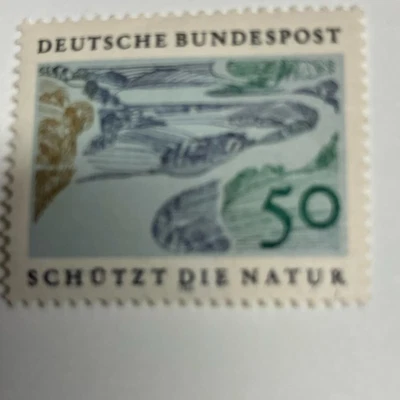 DEUTSCHE BUNDESPOST
50
SCHÜTZT DIE NATUR